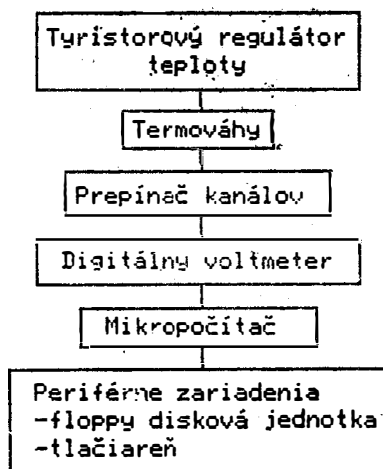 Tyristorový regulátor
teploty
Termováhy
Prepínač kanálov
Digitálny voltmeter
Mikropočítač
Periférne zariadenia
-floppy disková jednotka
-tlačiareň